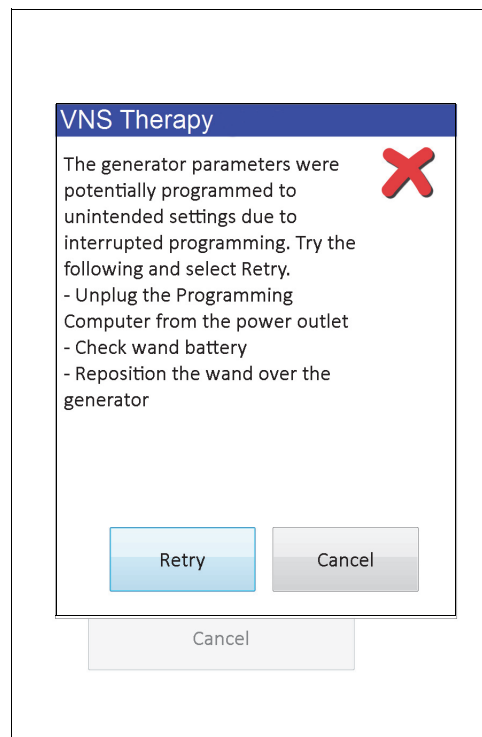 VNS Therapy
The generator parameters were
potentially programmed to
unintended settings due to
interrupted programming. Try the
following and select Retry.
- Unplug the Programming
Computer from the power outlet
- Check wand battery
- Reposition the wand over the
generator
Retry
Cancel
Cancel